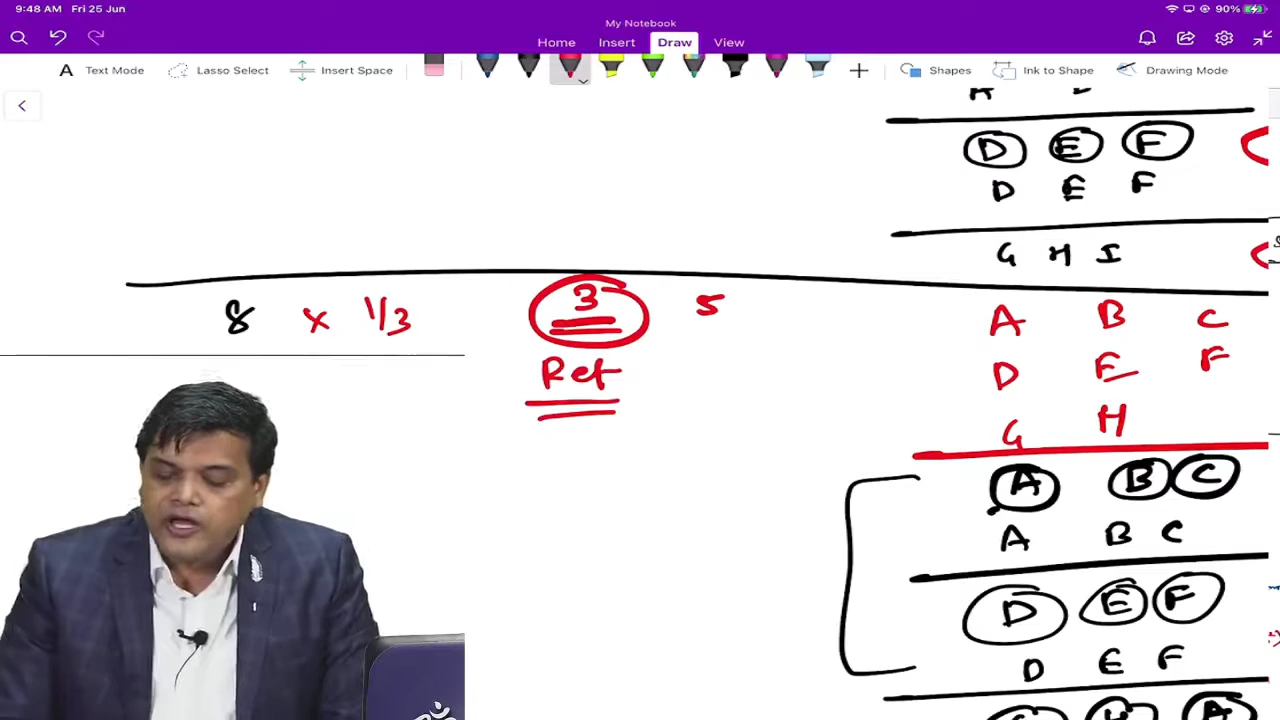 9:48 AM Fri 25 Jun
90%
My Notebook
Home Insert Draw View
A Text Mode Lasso Select Insert Space Shapes Ink to Shape Drawing Mode
D E F
D E F
G H I
8 x 1/3 3 5
Ret
A B C
D E F
G H
A B C
A B C
D E F
D E F
ॐ